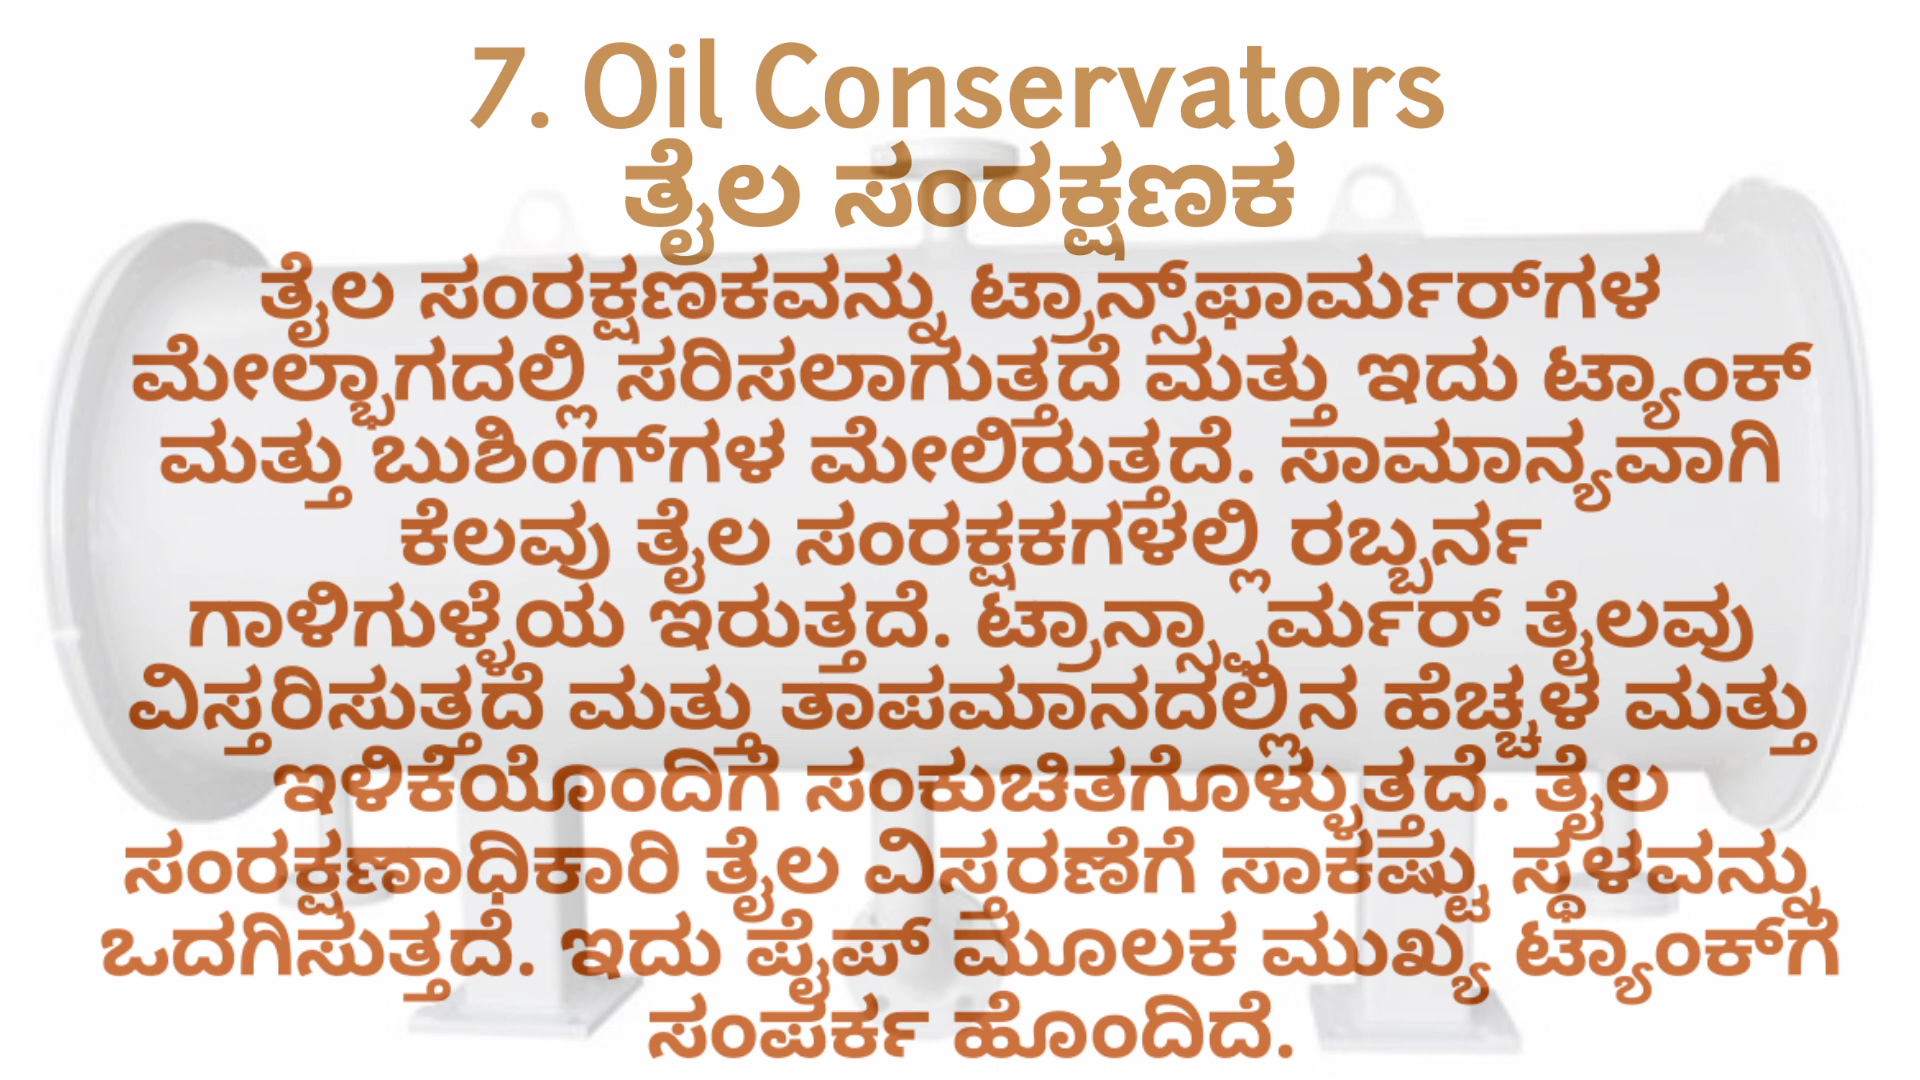 7. Oil Conservators
ತೈಲ ಸಂರಕ್ಷಣಕ
ತೈಲ ಸಂರಕ್ಷಣಕವನ್ನು ಟ್ರಾನ್ಸ್‌ಫಾರ್ಮರ್‌ಗಳ
ಮೇಲ್ಭಾಗದಲ್ಲಿ ಸರಿಸಲಾಗುತ್ತದೆ ಮತ್ತು ಇದು ಟ್ಯಾಂಕ್
ಮತ್ತು ಬುಶಿಂಗ್‌ಗಳ ಮೇಲಿರುತ್ತದೆ. ಸಾಮಾನ್ಯವಾಗಿ
ಕೆಲವು ತೈಲ ಸಂರಕ್ಷಕಗಳಲ್ಲಿ ರಬ್ಬರ್ನ
ಗಾಳಿಗುಳ್ಳೆಯ ಇರುತ್ತದೆ. ಟ್ರಾನ್ಸ್ಫಾರ್ಮರ್ ತೈಲವು
ವಿಸ್ತರಿಸುತ್ತದೆ ಮತ್ತು ತಾಪಮಾನದಲ್ಲಿನ ಹೆಚ್ಚಳ ಮತ್ತು
ಇಳಿಕೆಯೊಂದಿಗೆ ಸಂಕುಚಿತಗೊಳ್ಳುತ್ತದೆ. ತೈಲ
ಸಂರಕ್ಷಣಾಧಿಕಾರಿ ತೈಲ ವಿಸ್ತರಣೆಗೆ ಸಾಕಷ್ಟು ಸ್ಥಳವನ್ನು
ಒದಗಿಸುತ್ತದೆ. ಇದು ಪೈಪ್ ಮೂಲಕ ಮುಖ್ಯ ಟ್ಯಾಂಕ್‌ಗೆ
ಸಂಪರ್ಕ ಹೊಂದಿದೆ.